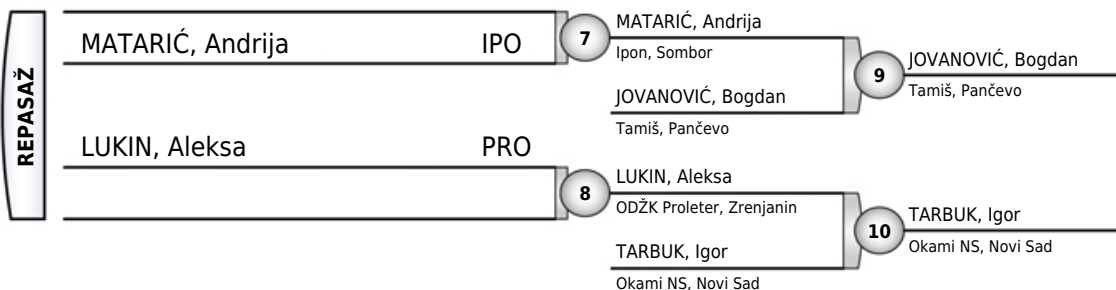 REPASAŽ
MATARIĆ, Andrija IPO
LUKIN, Aleksa PRO
7
MATARIĆ, Andrija
Ipon, Sombor
JOVANOVIĆ, Bogdan
Tamiš, Pančevo
8
LUKIN, Aleksa
ODŽK Proleter, Zrenjanin
TARBUK, Igor
Okami NS, Novi Sad
9
JOVANOVIĆ, Bogdan
Tamiš, Pančevo
10
TARBUK, Igor
Okami NS, Novi Sad